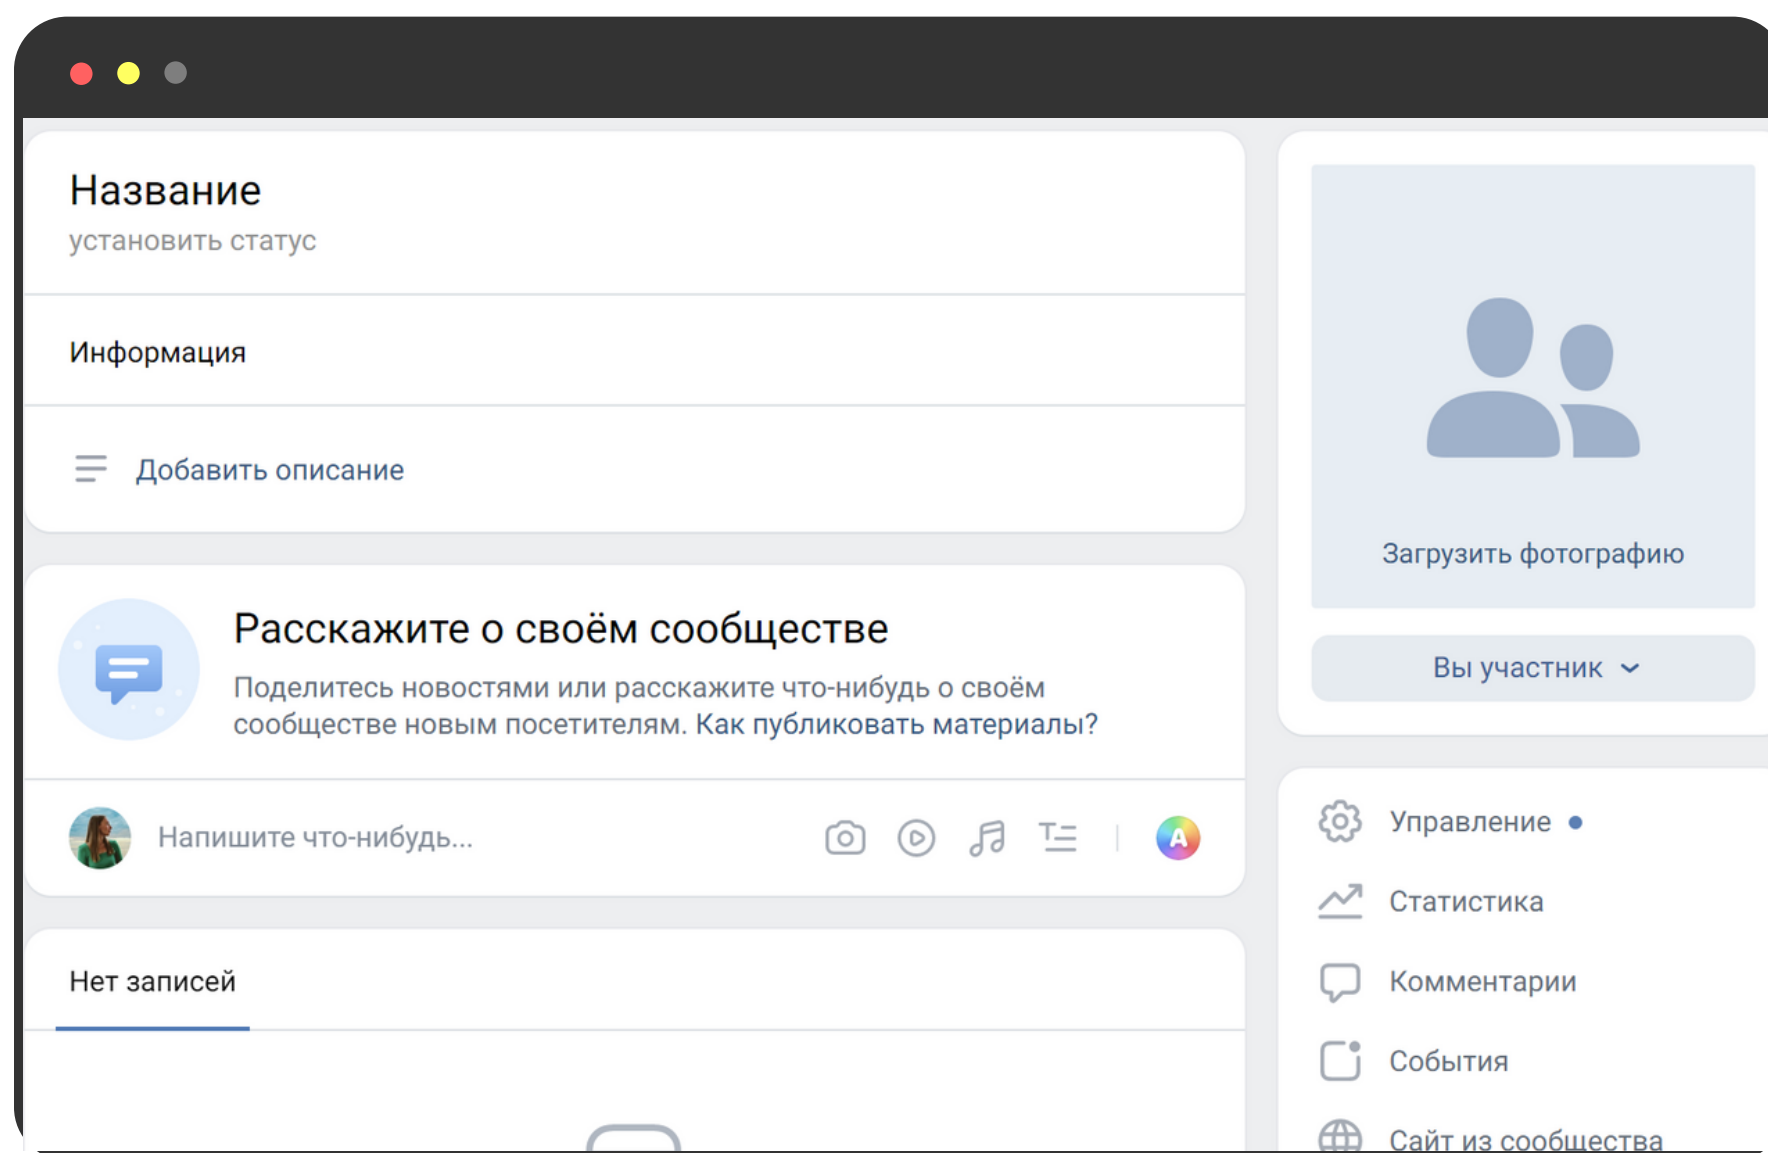 Название
установить статус
Информация
Добавить описание
Расскажите о своём сообществе
Поделитесь новостями или расскажите что-нибудь о своём
сообществе новым посетителям. Как публиковать материалы?
Напишите что-нибудь...
A
Нет записей
Загрузить фотографию
Вы участник
Управление
Статистика
Комментарии
События
Сайт из сообщества